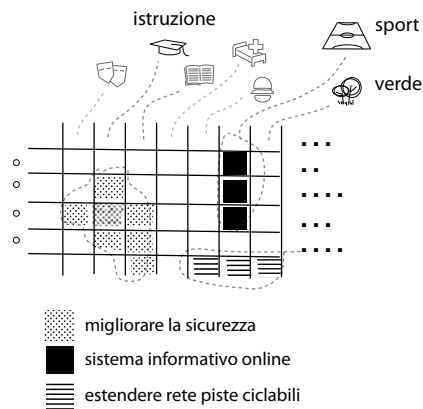 istruzione
sport
verde
migliorare la sicurezza
sistema informativo online
estendere rete piste ciclabili